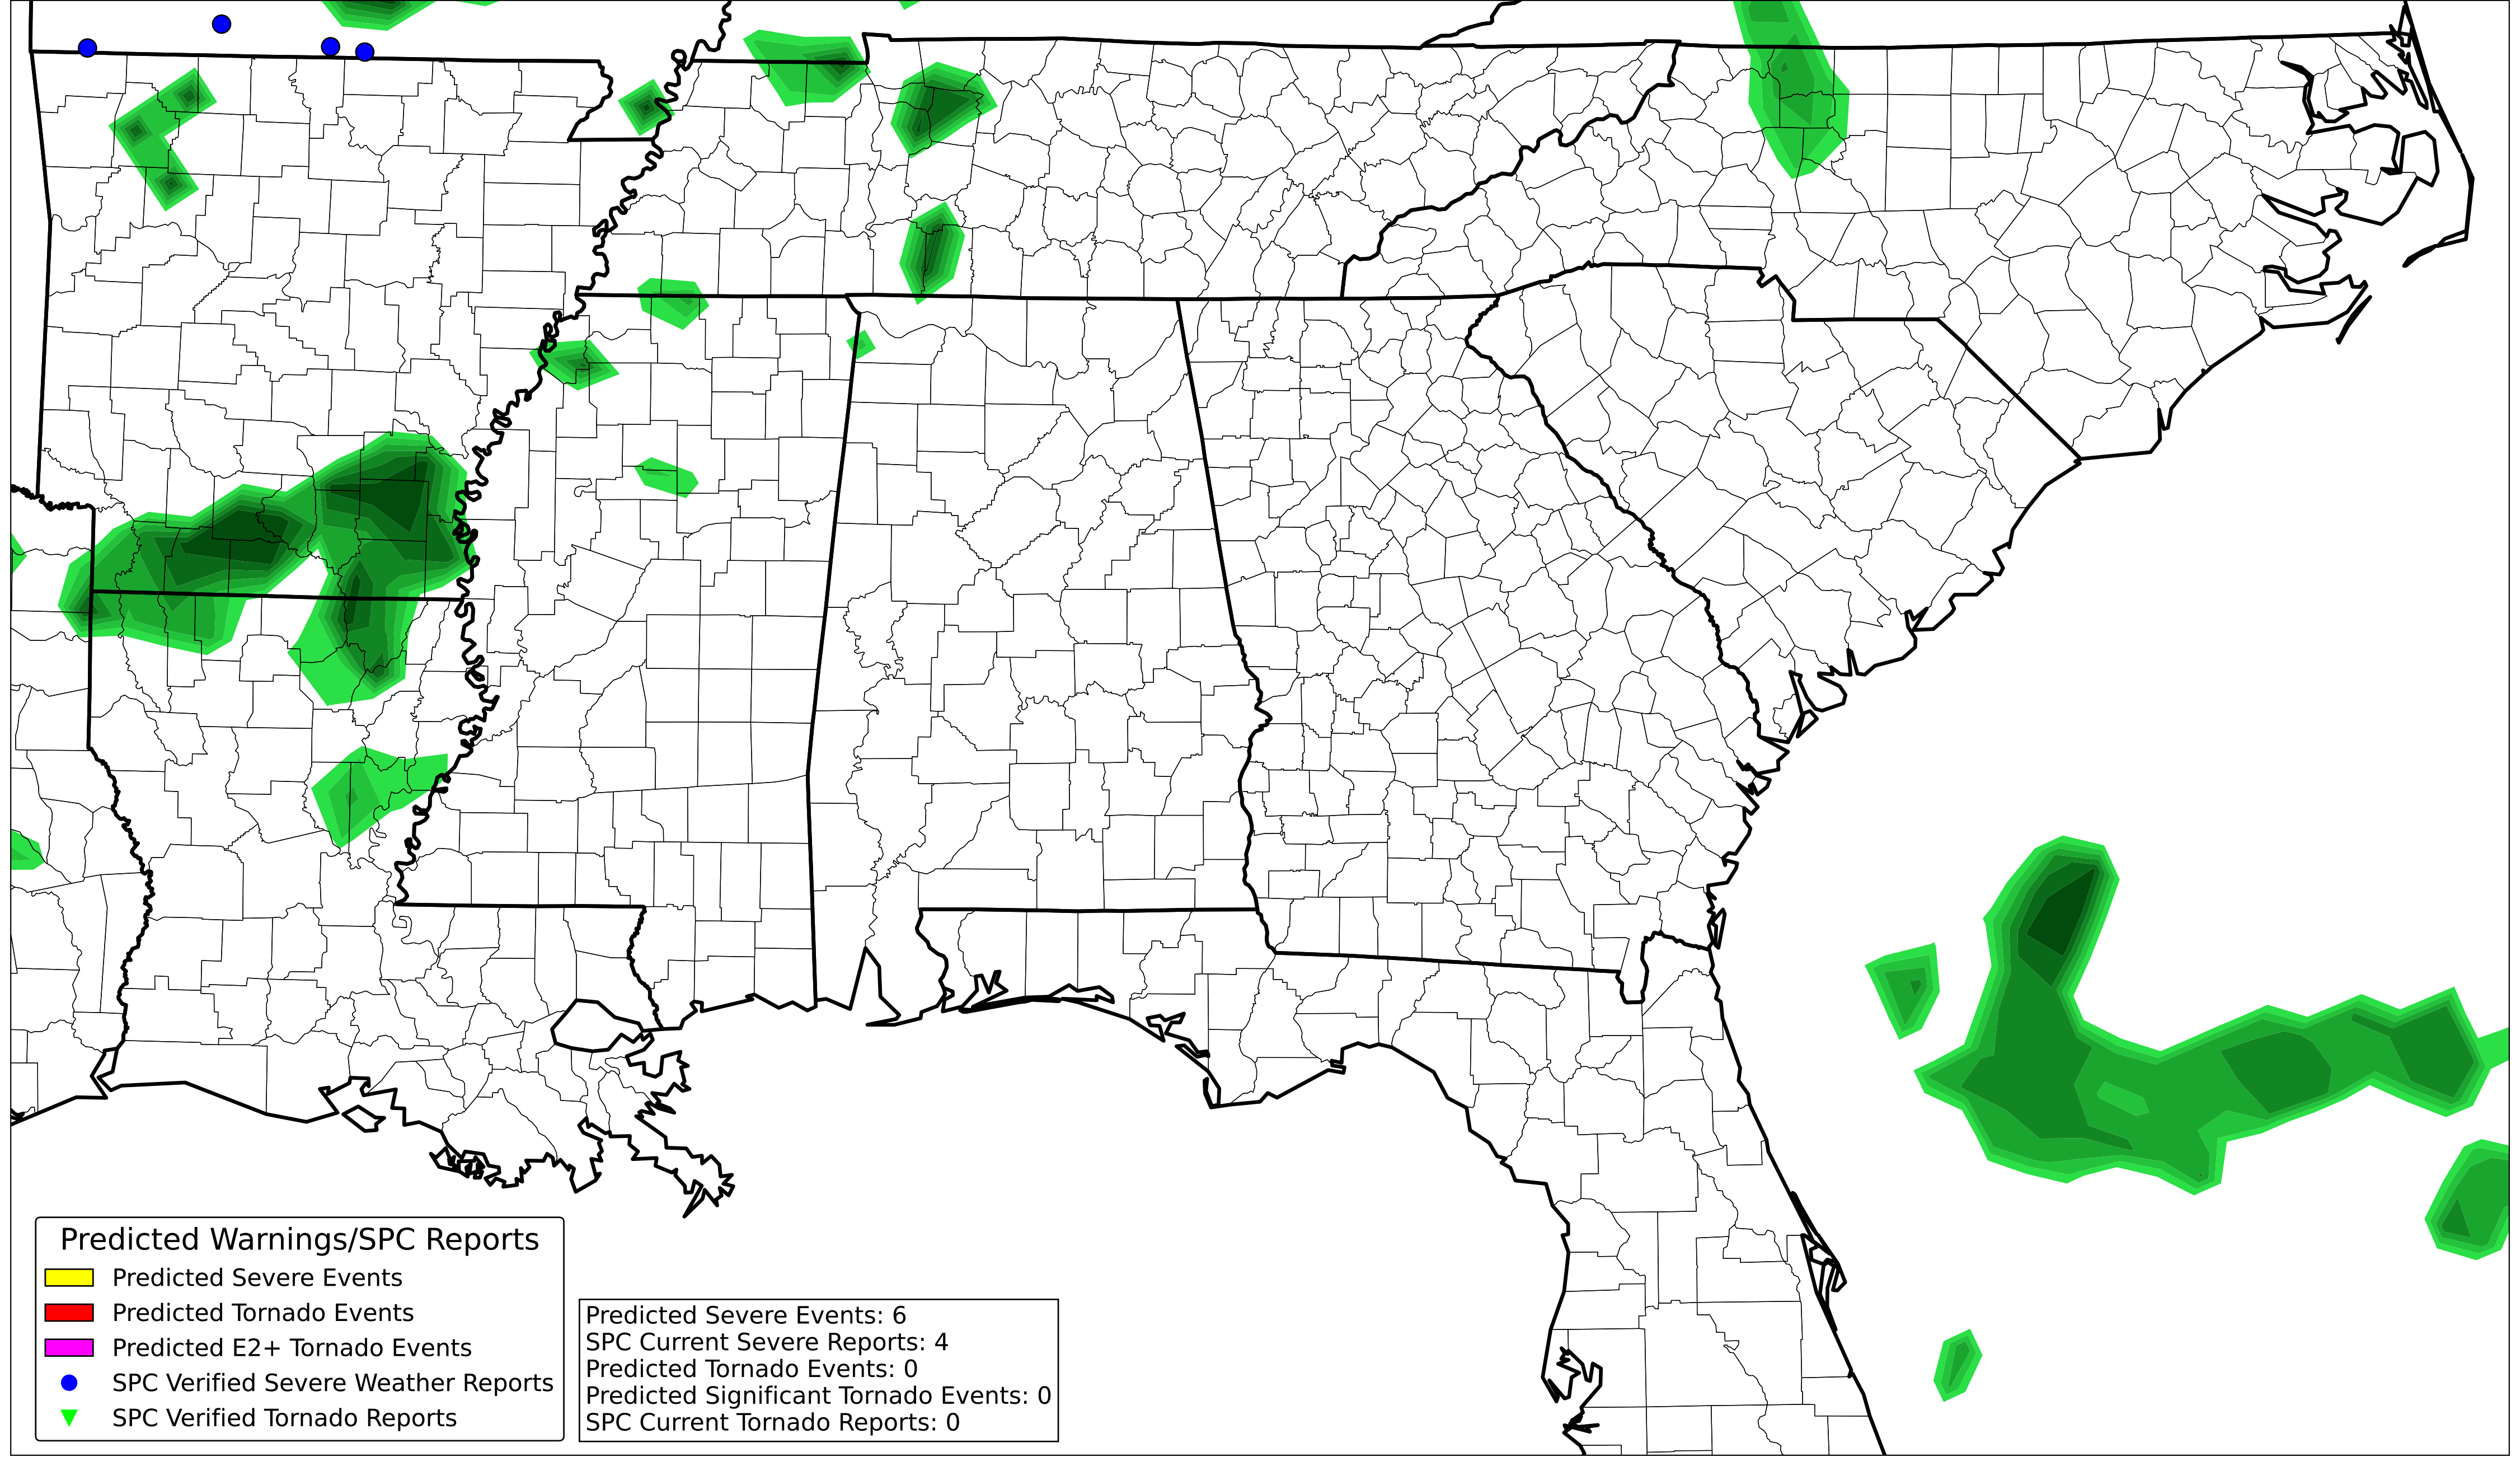 Predicted Warnings/SPC Reports
Predicted Severe Events
Predicted Tornado Events
Predicted E2+ Tornado Events
SPC Verified Severe Weather Reports
SPC Verified Tornado Reports
Predicted Severe Events: 6
SPC Current Severe Reports: 4
Predicted Tornado Events: 0
Predicted Significant Tornado Events: 0
SPC Current Tornado Reports: 0